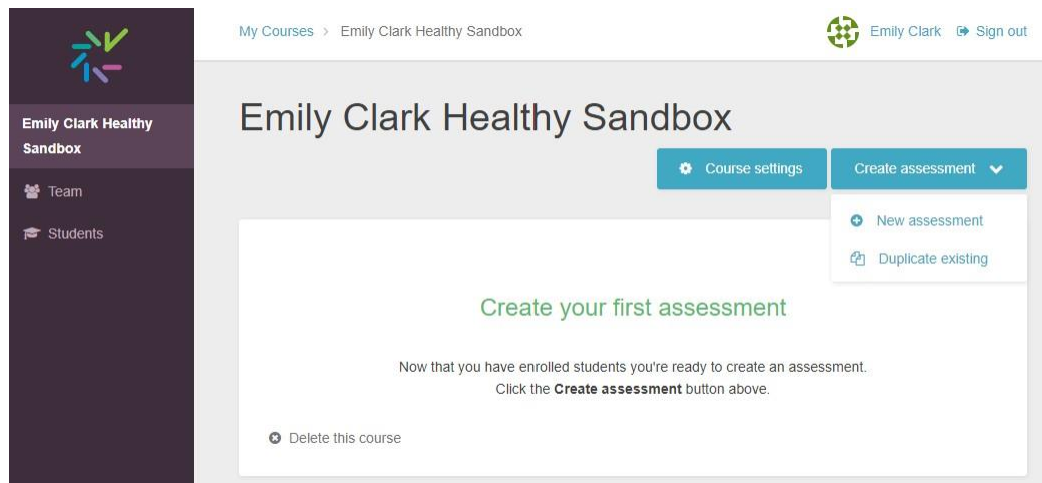 My Courses > Emily Clark Healthy Sandbox
Emily Clark
Sign out
Emily Clark Healthy
Sandbox
Team
Students
Emily Clark Healthy Sandbox
Course settings
Create assessment
New assessment
Duplicate existing
Create your first assessment
Now that you have enrolled students you're ready to create an assessment.
Click the Create assessment button above.
Delete this course